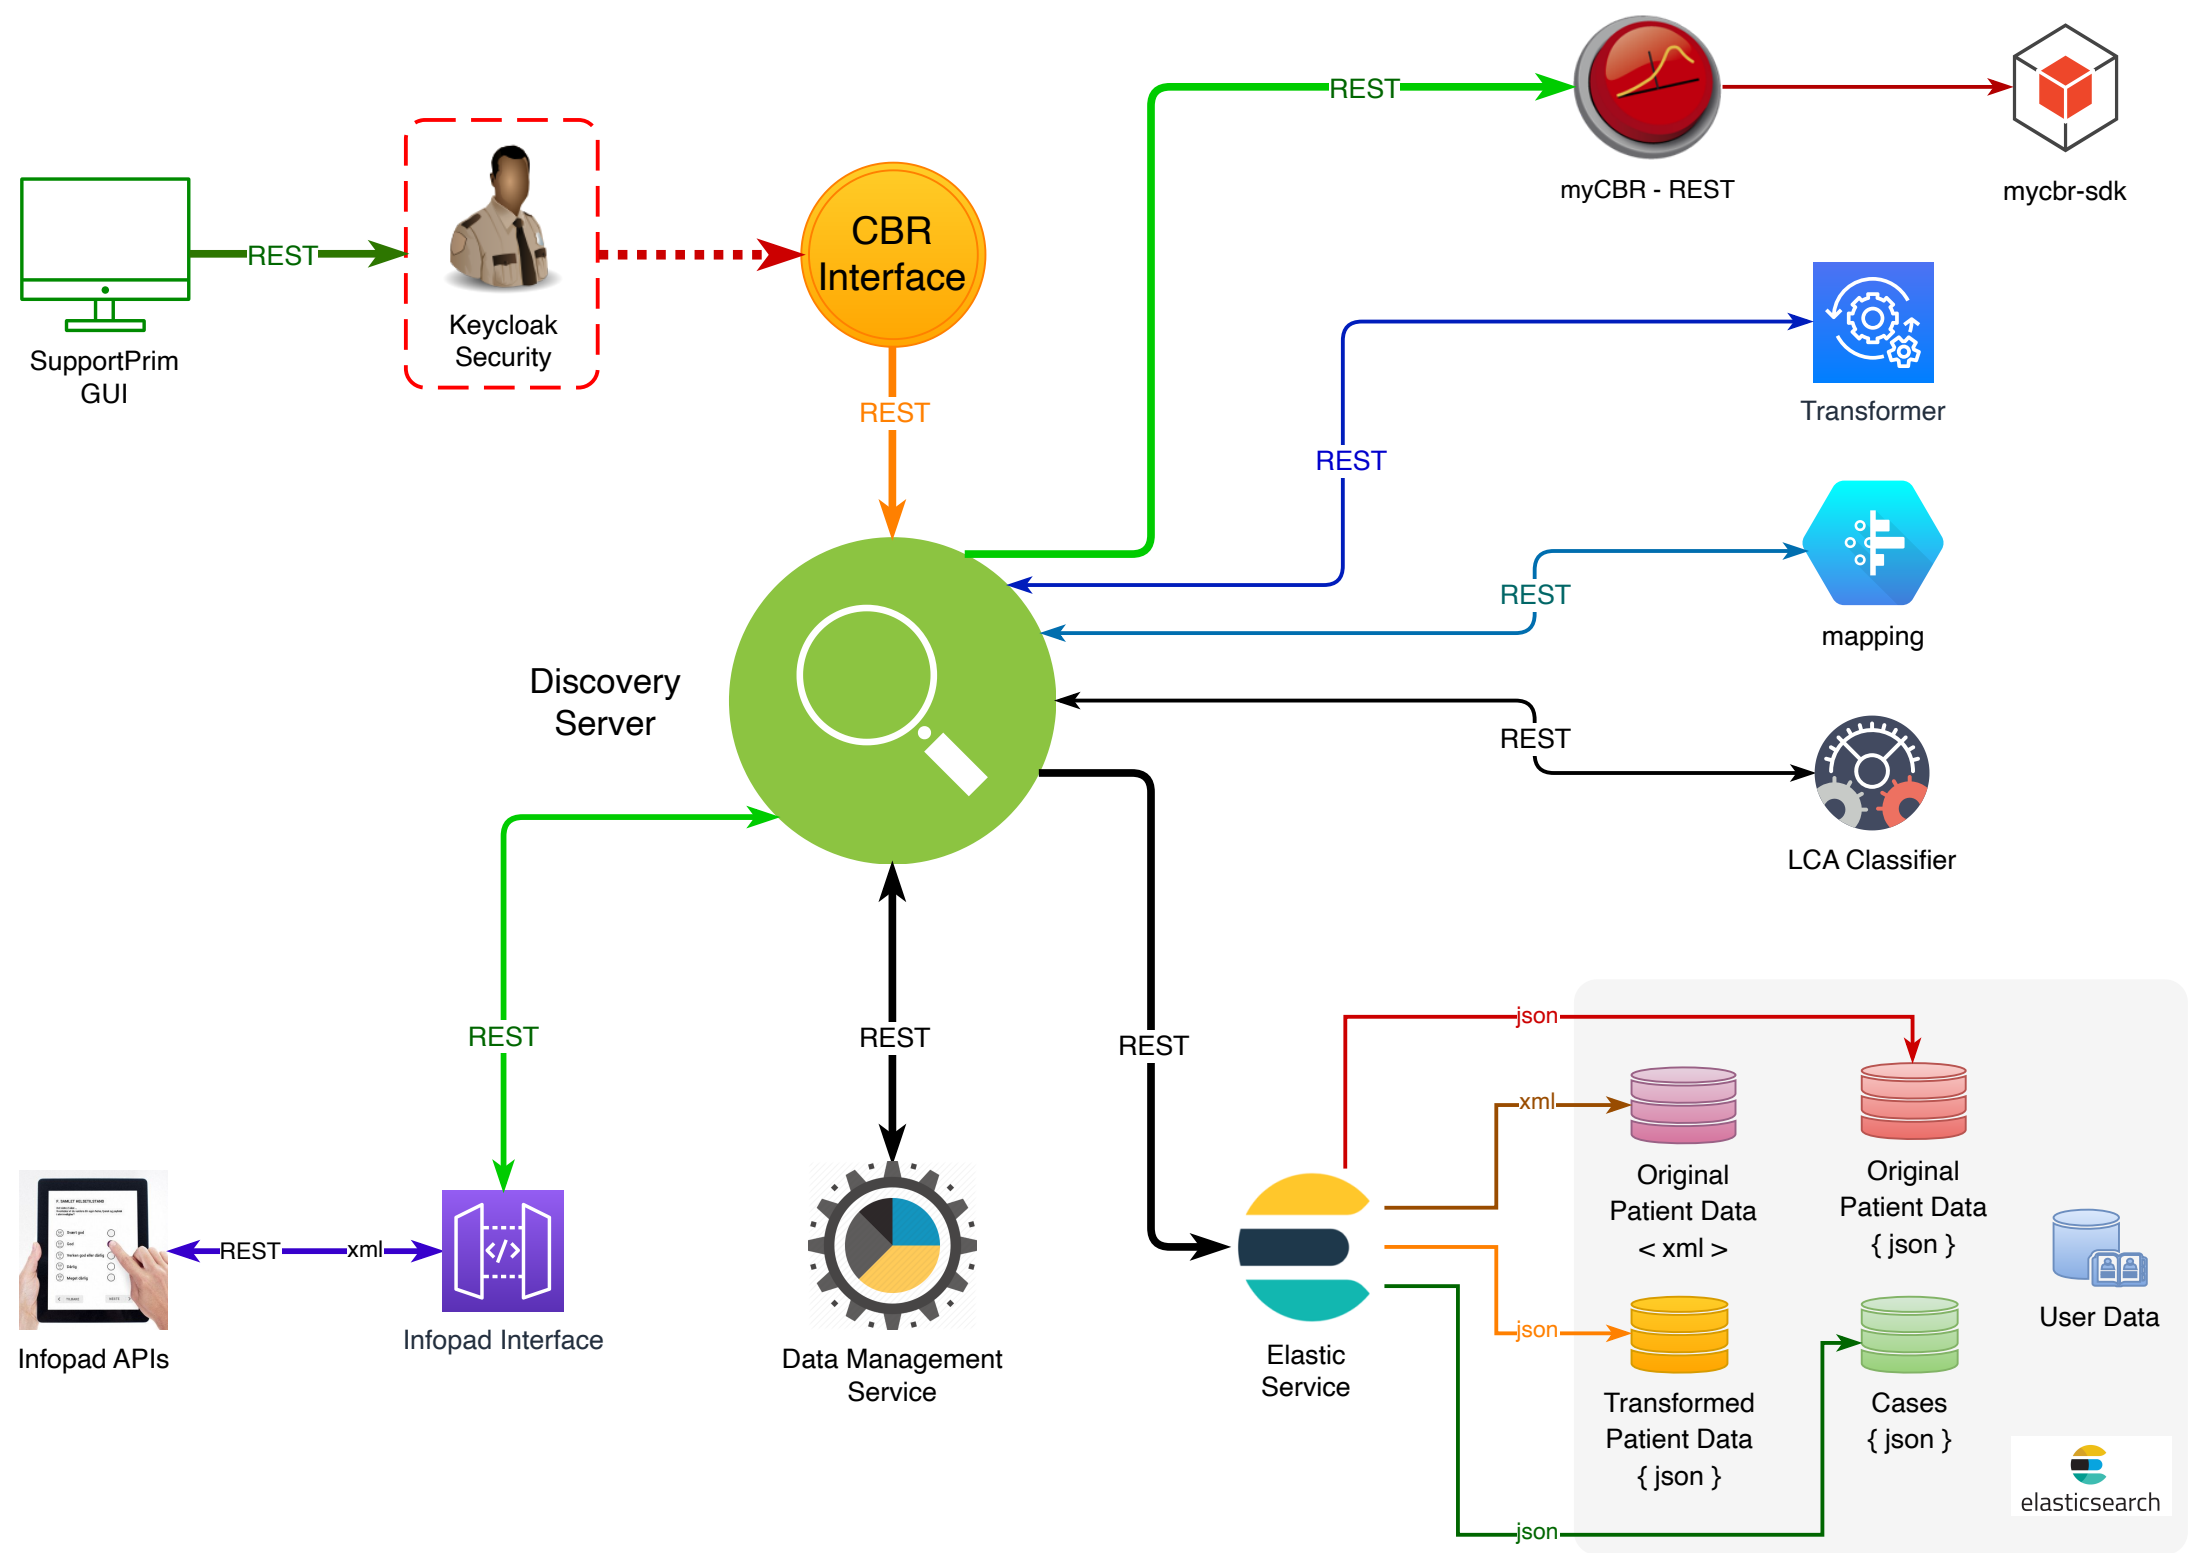 REST
myCBR - REST
mycbr-sdk
CBR
Interface
REST
Keycloak
Security
SupportPrim
GUI
REST
Transformer
REST
REST
mapping
Discovery
Server
REST
LCA Classifier
REST
REST
REST
json
xml
Original
Patient Data
< xml >
Original
Patient Data
{ json }
User Data
REST
xml
Infopad APIs
Infopad Interface
Data Management
Service
Elastic
Service
json
Transformed
Patient Data
{ json }
Cases
{ json }
elasticsearch
json